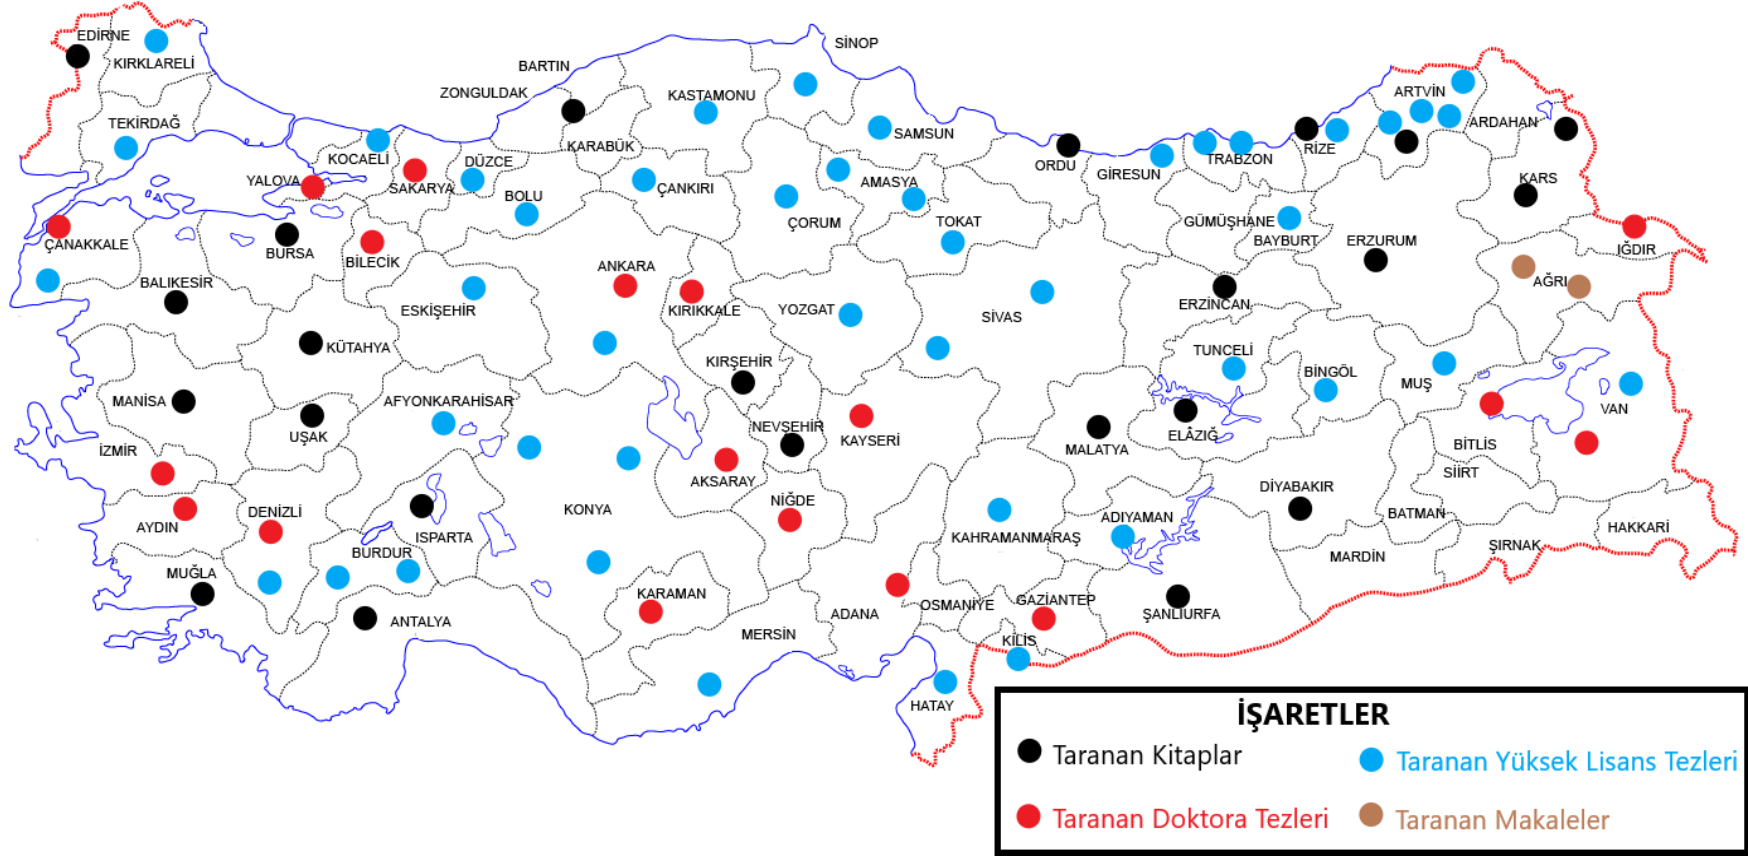 EDİRNE
KIRKLARELİ
TEKİRDAĞ
SİNOP
BARTIN
ZONGULDAK
KASTAMONU
SAMSUN
KARABÜK
KOCAELİ
DÜZCE
YALOVA
SAKARYA
BOLU
ÇANKIRI
AMASYA
ÇORUM
TOKAT
ORDU
GİRESUN
TRABZON
RİZE
ARTVİN
ARDAHAN
KARS
GÜMÜŞHANE
BAYBURT
ERZURUM
IĞDIR
AĞRI
ÇANAKKALE
BURSA
BİLECİK
BALIKESİR
ESKİŞEHİR
ANKARA
KIRIKKALE
YOZGAT
SİVAS
ERZİNCAN
KÜTAHYA
KIRŞEHİR
TUNCELİ
BİNGÖL
MUŞ
VAN
MANİSA
UŞAK
AFYONKARAHİSAR
NEVŞEHİR
KAYSERİ
MALATYA
ELÂZIĞ
BİTLİS
SİİRT
İZMİR
AKSARAY
NİĞDE
DİYABAKIR
BATMAN
HAKKARİ
AYDIN
DENİZLİ
ISPARTA
KONYA
KAHRAMANMARAŞ
ADIYAMAN
MARDİN
ŞIRNAK
BURDUR
MUĞLA
KARAMAN
ADANA
OSMANİYE
GAZİANTEP
ŞANLIURFA
ANTALYA
MERSİN
KİLİS
HATAY
İŞARETLER
Taranan Kitaplar
Taranan Yüksek Lisans Tezleri
Taranan Doktora Tezleri
Taranan Makaleler